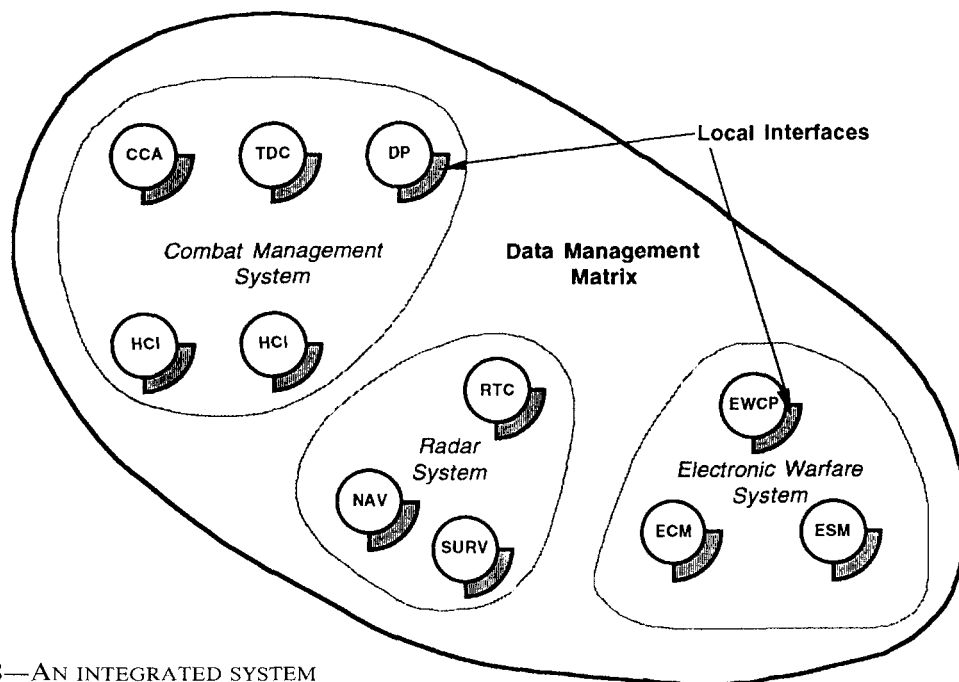 CCA
TDC
DP
Local Interfaces
Combat Management
System
Data Management
Matrix
HCI
HCI
RTC
EWCP
Radar
System
Electronic Warfare
System
NAV
SURV
ECM
ESM
—AN INTEGRATED SYSTEM